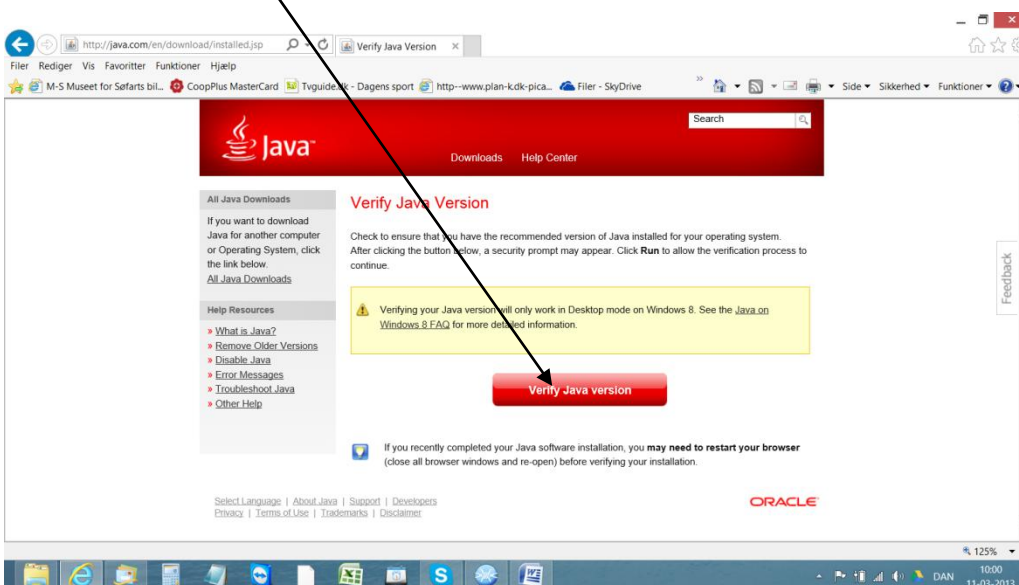 http://java.com/en/download/installed.jsp
Verify Java Version
Filer Rediger Vis Favoritter Funktioner Hjælp
M-S Museet for Søfarts bil... CoopPlus MasterCard Tvguide.dk - Dagens sport http--www.plan-k.dk-pica... Filer - SkyDrive » Side Sikkerhed Funktioner
Java
Search
Downloads Help Center
All Java Downloads
If you want to download
Java for another computer
or Operating System, click
the link below.
All Java Downloads
Help Resources
» What is Java?
» Remove Older Versions
» Disable Java
» Error Messages
» Troubleshoot Java
» Other Help
Verify Java Version
Check to ensure that you have the recommended version of Java installed for your operating system.
After clicking the button below, a security prompt may appear. Click Run to allow the verification process to
continue.
Verifying your Java version will only work in Desktop mode on Windows 8. See the Java on
Windows 8 FAQ for more detailed information.
Verify Java version
If you recently completed your Java software installation, you may need to restart your browser
(close all browser windows and re-open) before verifying your installation.
Select Language | About Java | Support | Developers
Privacy | Terms of Use | Trademarks | Disclaimer
ORACLE
Feedback
125%
DAN
10:00
11-03-2013